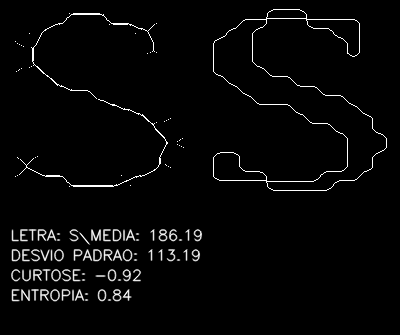 S S
LETRA: S\MEDIA: 186.19
DESVIO PADRAO: 113.19
CURTOSE: -0.92
ENTROPIA: 0.84